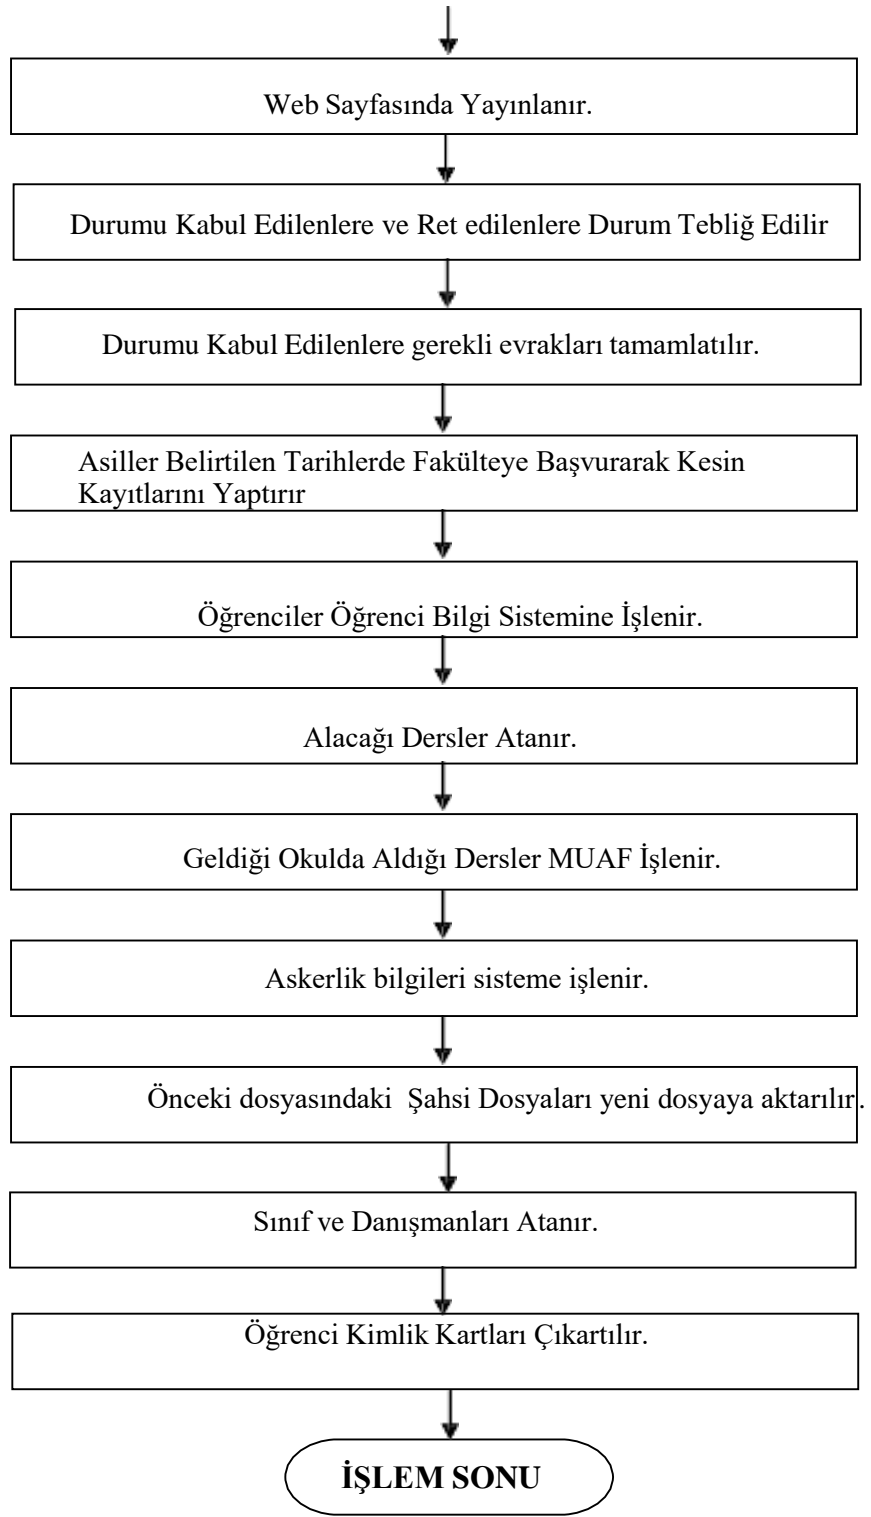 Web Sayfasında Yayınlanır.
Durumu Kabul Edilenlere ve Ret edilenlere Durum Tebliğ Edilir
Durumu Kabul Edilenlere gerekli evrakları tamamlatılır.
Asiller Belirtilen Tarihlerde Fakülteye Başvurarak Kesin
Kayıtlarını Yaptırır
Öğrenciler Öğrenci Bilgi Sistemine İşlenir.
Alacağı Dersler Atanır.
Geldiği Okulda Aldığı Dersler MUAF İşlenir.
Askerlik bilgileri sisteme işlenir.
Önceki dosyasındaki  Şahsi Dosyaları yeni dosyaya aktarılır.
Sınıf ve Danışmanları Atanır.
Öğrenci Kimlik Kartları Çıkartılır.
İŞLEM SONU